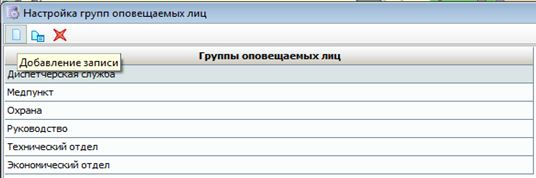 Настройка групп оповещаемых лиц
Группы оповещаемых лиц
Добавление записи
Диспетчерская служба
Медпункт
Охрана
Руководство
Технический отдел
Экономический отдел